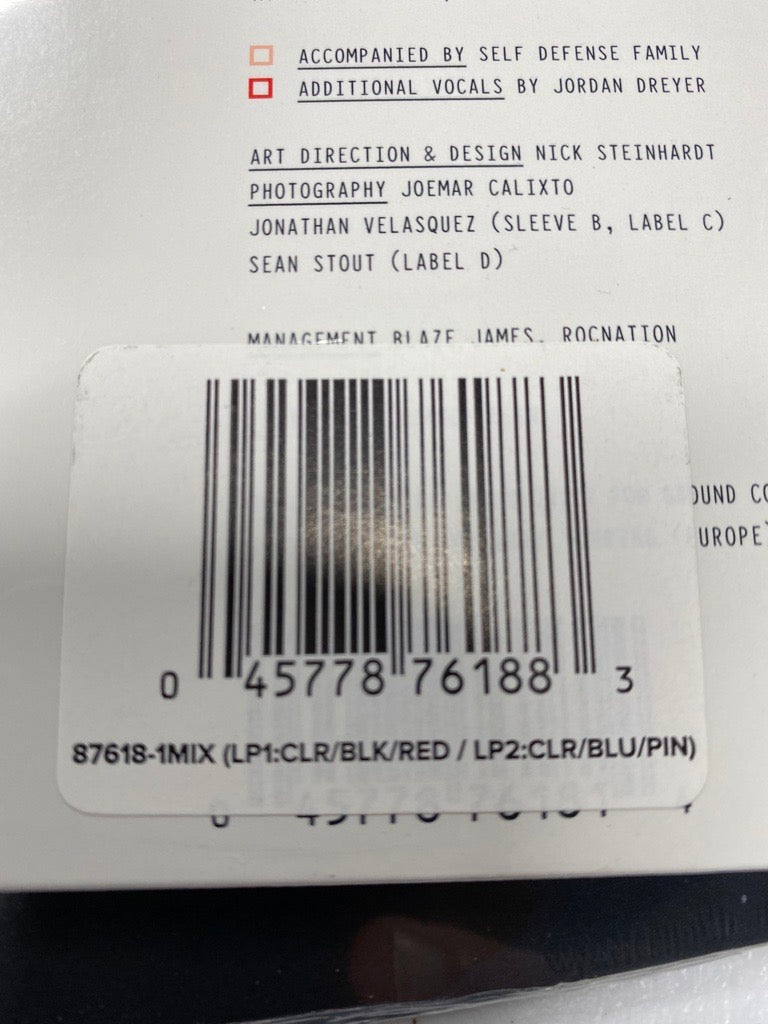 ACCOMPANIED BY SELF DEFENSE FAMILY
ADDITIONAL VOCALS BY JORDAN DREYER
ART DIRECTION & DESIGN NICK STEINHARDT
PHOTOGRAPHY JOEMAR CALIXTO
JONATHAN VELASQUEZ (SLEEVE B, LABEL C)
SEAN STOUT (LABEL D)
MANAGEMENT BLAZE JAMES, ROCNATION
UROPE)
0 45778 76188 3
87618-1MIX (LP1:CLR/BLK/RED / LP2:CLR/BLU/PIN)